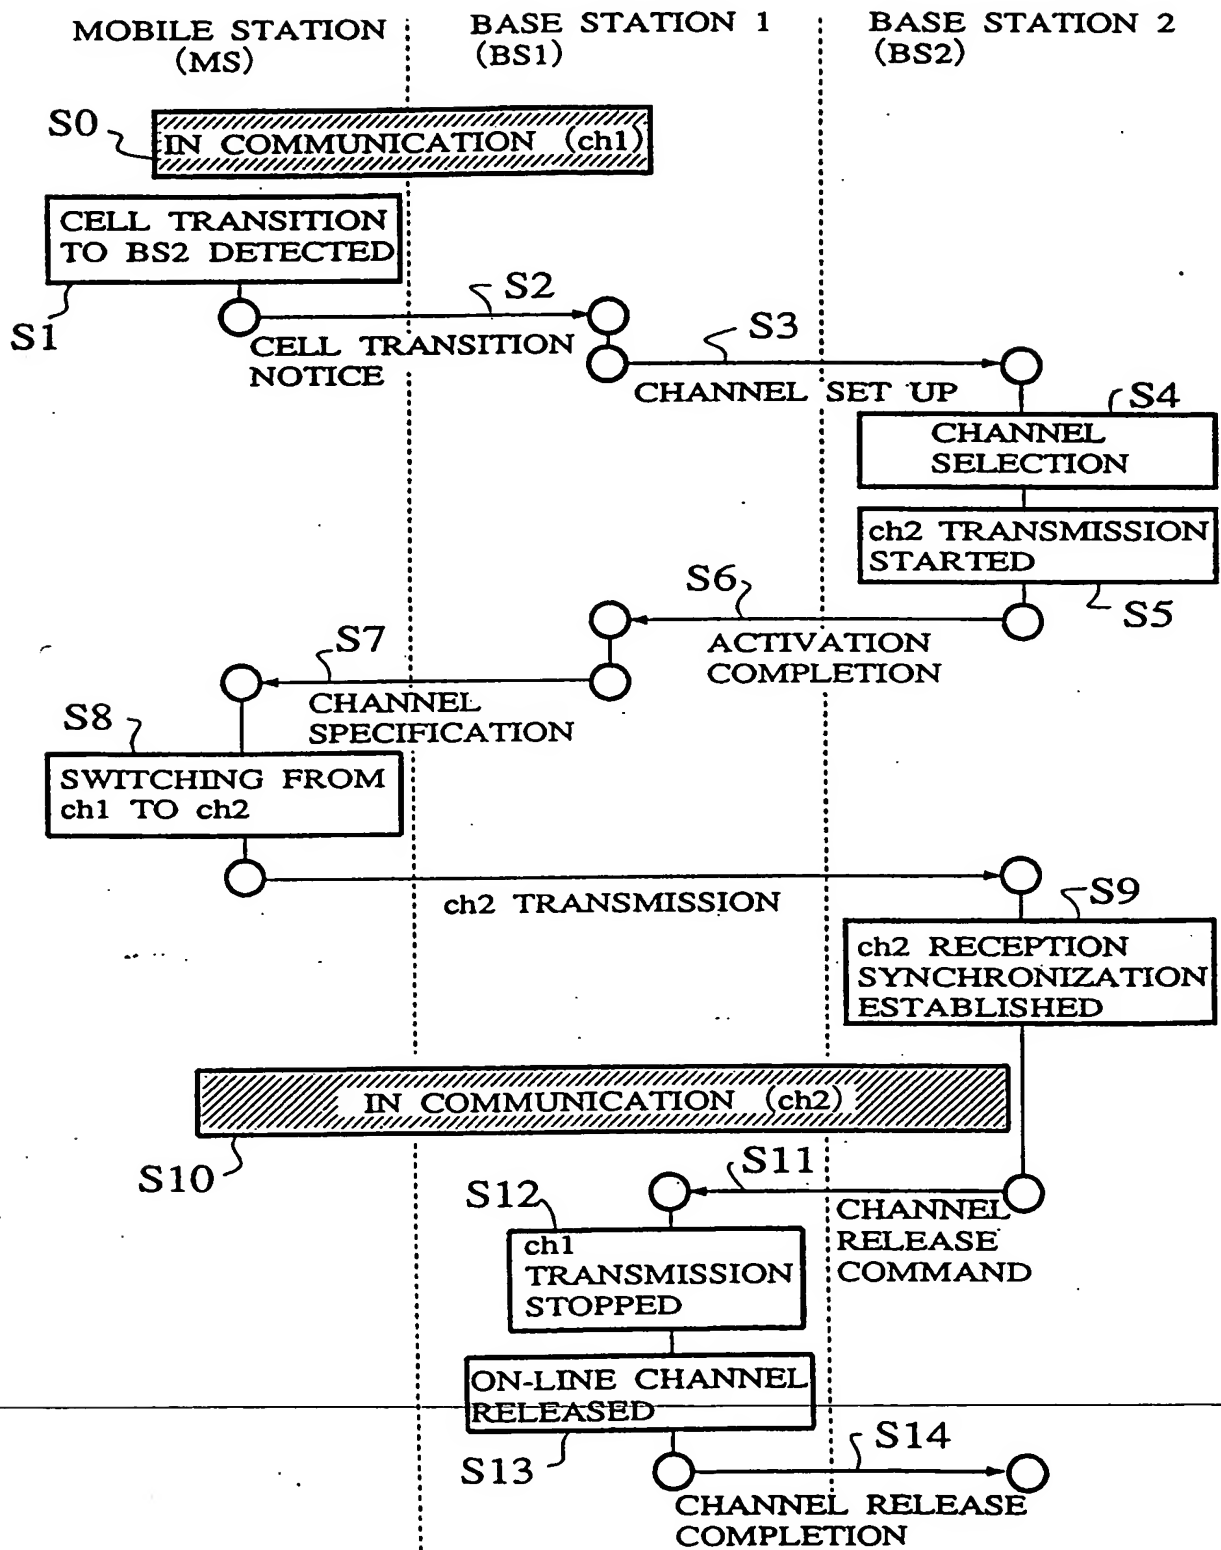 MOBILE STATION
(MS)
BASE STATION 1
(BS1)
BASE STATION 2
(BS2)
S0
IN COMMUNICATION (ch1)
CELL TRANSITION
TO BS2 DETECTED
S1
S2
CELL TRANSITION
NOTICE
S3
CHANNEL SET UP
S4
CHANNEL
SELECTION
ch2 TRANSMISSION
STARTED
S5
S6
ACTIVATION
COMPLETION
S7
CHANNEL
SPECIFICATION
S8
SWITCHING FROM
ch1 TO ch2
ch2 TRANSMISSION
S9
ch2 RECEPTION
SYNCHRONIZATION
ESTABLISHED
IN COMMUNICATION (ch2)
S10
S11
CHANNEL
RELEASE
COMMAND
S12
ch1
TRANSMISSION
STOPPED
ON-LINE CHANNEL
RELEASED
S13
S14
CHANNEL RELEASE
COMPLETION